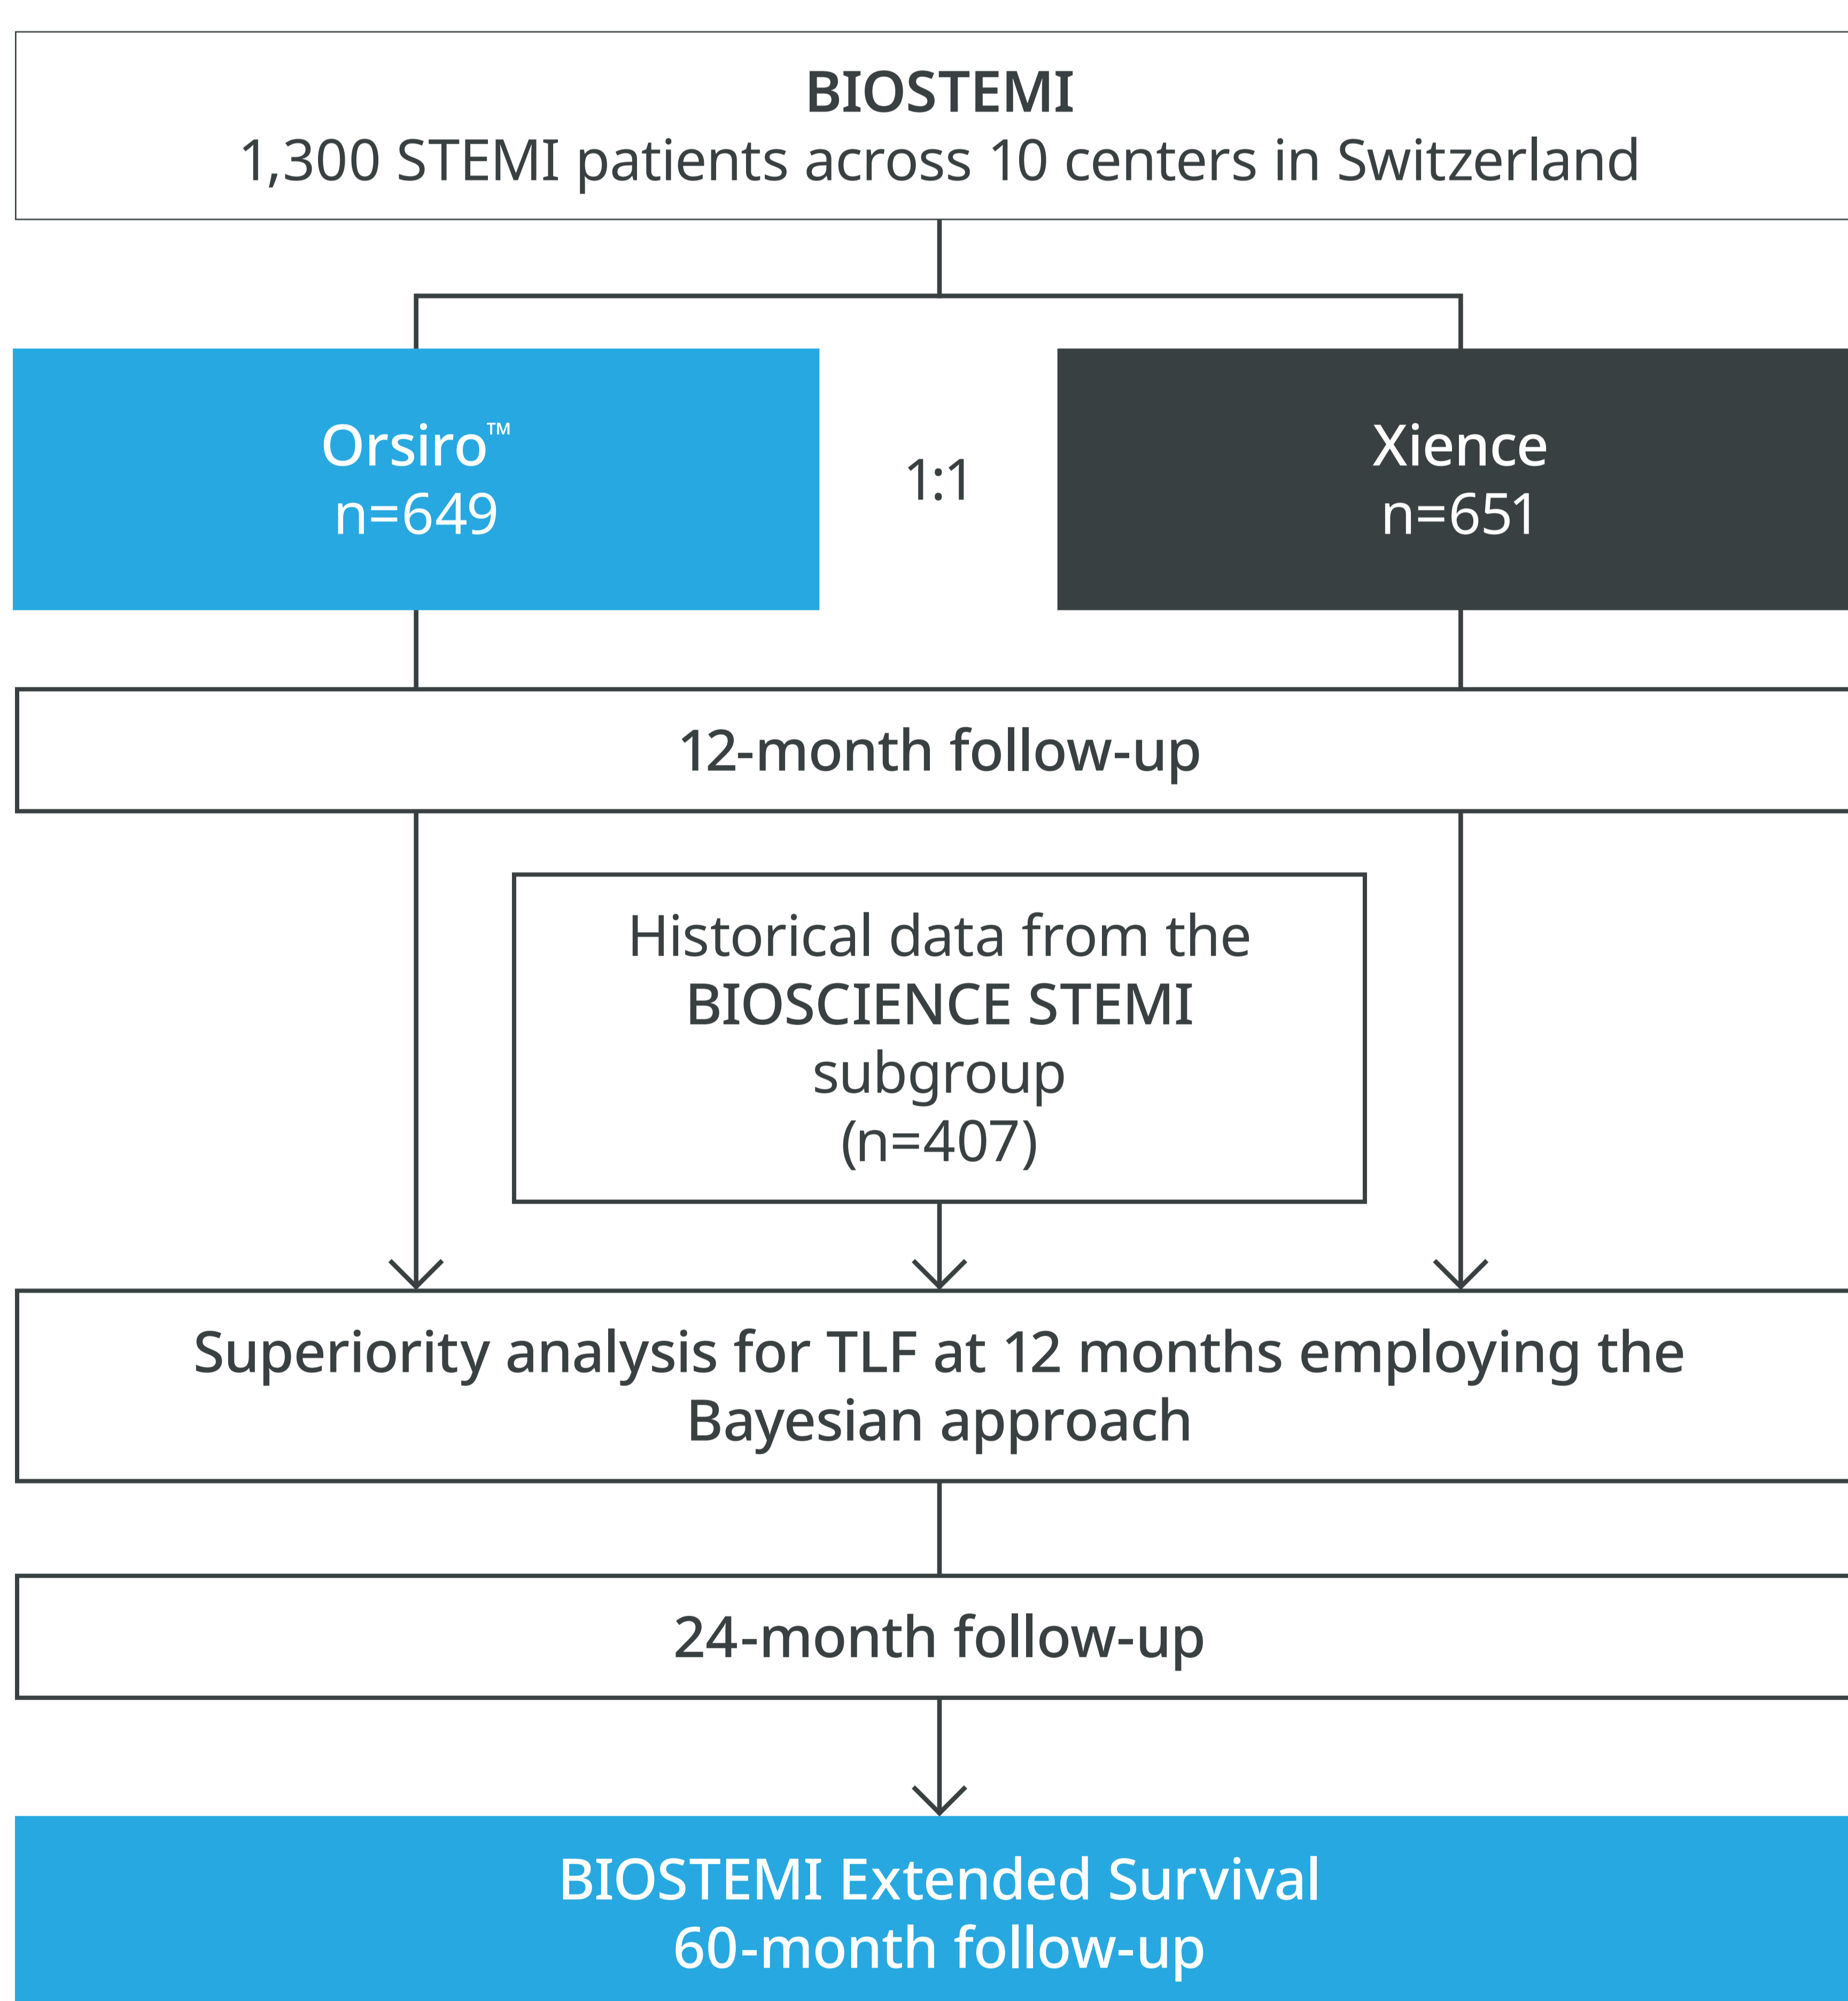 BIOSTEMI
1,300 STEMI patients across 10 centers in Switzerland
Orsiro™
n=649
1:1
Xience
n=651
12-month follow-up
Historical data from the
BIOSCIENCE STEMI
subgroup
(n=407)
Superiority analysis for TLF at 12 months employing the
Bayesian approach
24-month follow-up
BIOSTEMI Extended Survival
60-month follow-up